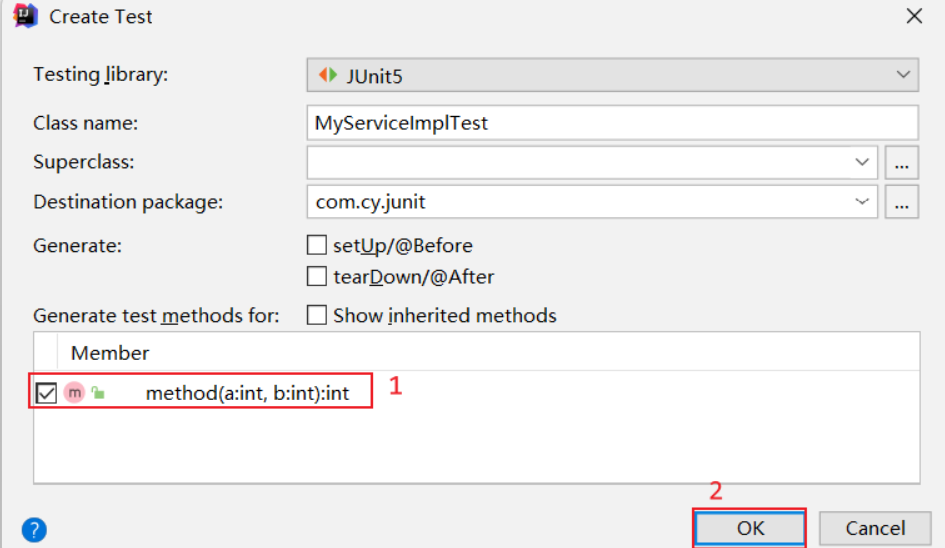 Create Test
Testing library: JUnit5
Class name: MyServiceImplTest
Superclass: ...
Destination package: com.cy.junit ...
Generate: setUp/@Before
tearDown/@After
Generate test methods for: Show inherited methods
Member
m method(a:int, b:int):int 1
2
? OK Cancel